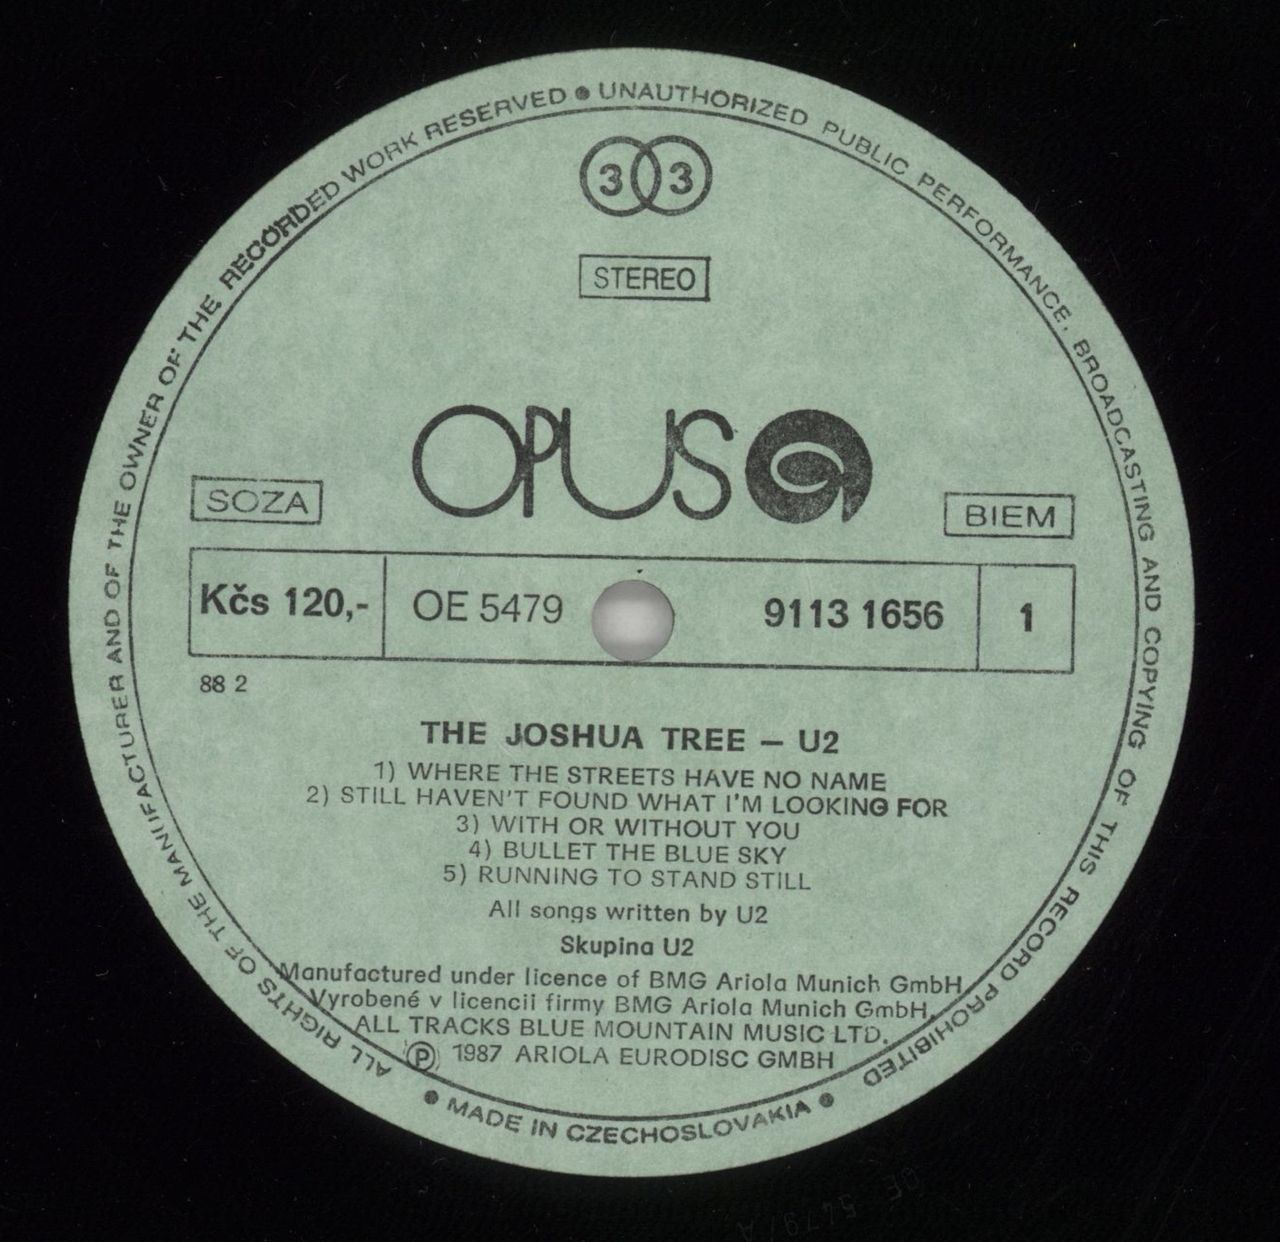 ALL RIGHTS OF THE MANUFACTURER AND OF THE OWNER OF THE RECORDED WORK RESERVED ● UNAUTHORIZED PUBLIC PERFORMANCE, BROADCASTING AND COPYING OF THIS RECORD PROHIBITED
33
STEREO
OPUS
SOZA
BIEM
Kčs 120,- OE 5479 9113 1656 1
88 2
THE JOSHUA TREE – U2
1) WHERE THE STREETS HAVE NO NAME
2) STILL HAVEN'T FOUND WHAT I'M LOOKING FOR
3) WITH OR WITHOUT YOU
4) BULLET THE BLUE SKY
5) RUNNING TO STAND STILL
All songs written by U2
Skupina U2
Manufactured under licence of BMG Ariola Munich GmbH
Vyrobené v licencii firmy BMG Ariola Munich GmbH.
ALL TRACKS BLUE MOUNTAIN MUSIC LTD.
Ⓟ 1987 ARIOLA EURODISC GMBH
● MADE IN CZECHOSLOVAKIA ●
OE 5479/A